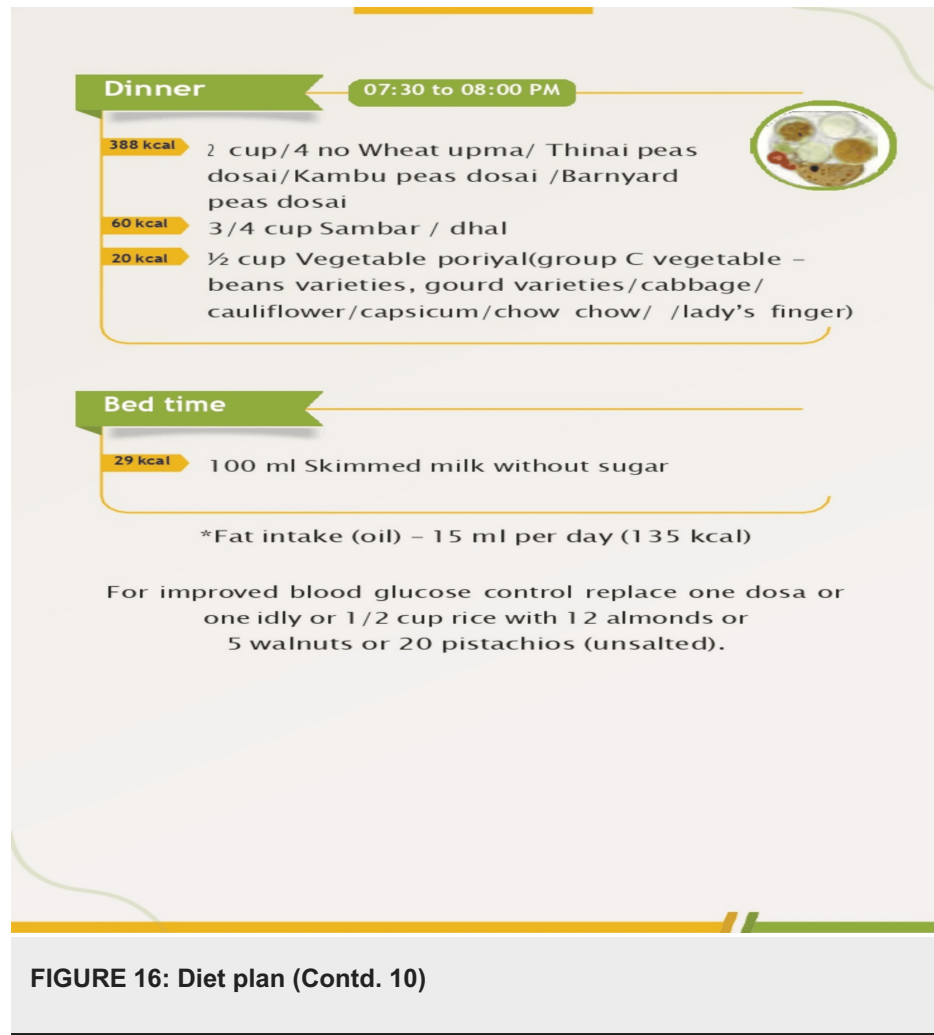 Dinner
07:30 to 08:00 PM
388 kcal
2 cup/4 no Wheat upma/ Thinai peas
dosai/Kambu peas dosai /Barnyard
peas dosai
60 kcal
3/4 cup Sambar / dhal
20 kcal
½ cup Vegetable poriyal(group C vegetable –
beans varieties, gourd varieties/cabbage/
cauliflower/capsicum/chow chow/ /lady's finger)
Bed time
29 kcal
100 ml Skimmed milk without sugar
*Fat intake (oil) – 15 ml per day (135 kcal)
For improved blood glucose control replace one dosa or
one idly or 1/2 cup rice with 12 almonds or
5 walnuts or 20 pistachios (unsalted).
FIGURE 16: Diet plan (Contd. 10)